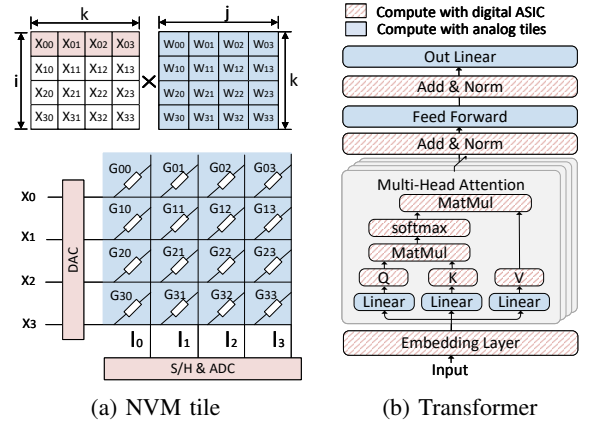 k
j
X00 X01 X02 X03
X10 X11 X12 X13
X20 X21 X22 X23
X30 X31 X32 X33
i
×
W00 W01 W02 W03
W10 W11 W12 W13
W20 W21 W22 W23
W30 W31 W32 W33
k
G00 G01 G02 G03
G10 G11 G12 G13
G20 G21 G22 G23
G30 G31 G32 G33
X0
X1
X2
X3
DAC
I0 I1 I2 I3
S/H & ADC
(a) NVM tile
Compute with digital ASIC
Compute with analog tiles
Out Linear
Add & Norm
Feed Forward
Add & Norm
Multi-Head Attention
MatMul
softmax
MatMul
Q K V
Linear Linear Linear
Embedding Layer
Input
(b) Transformer